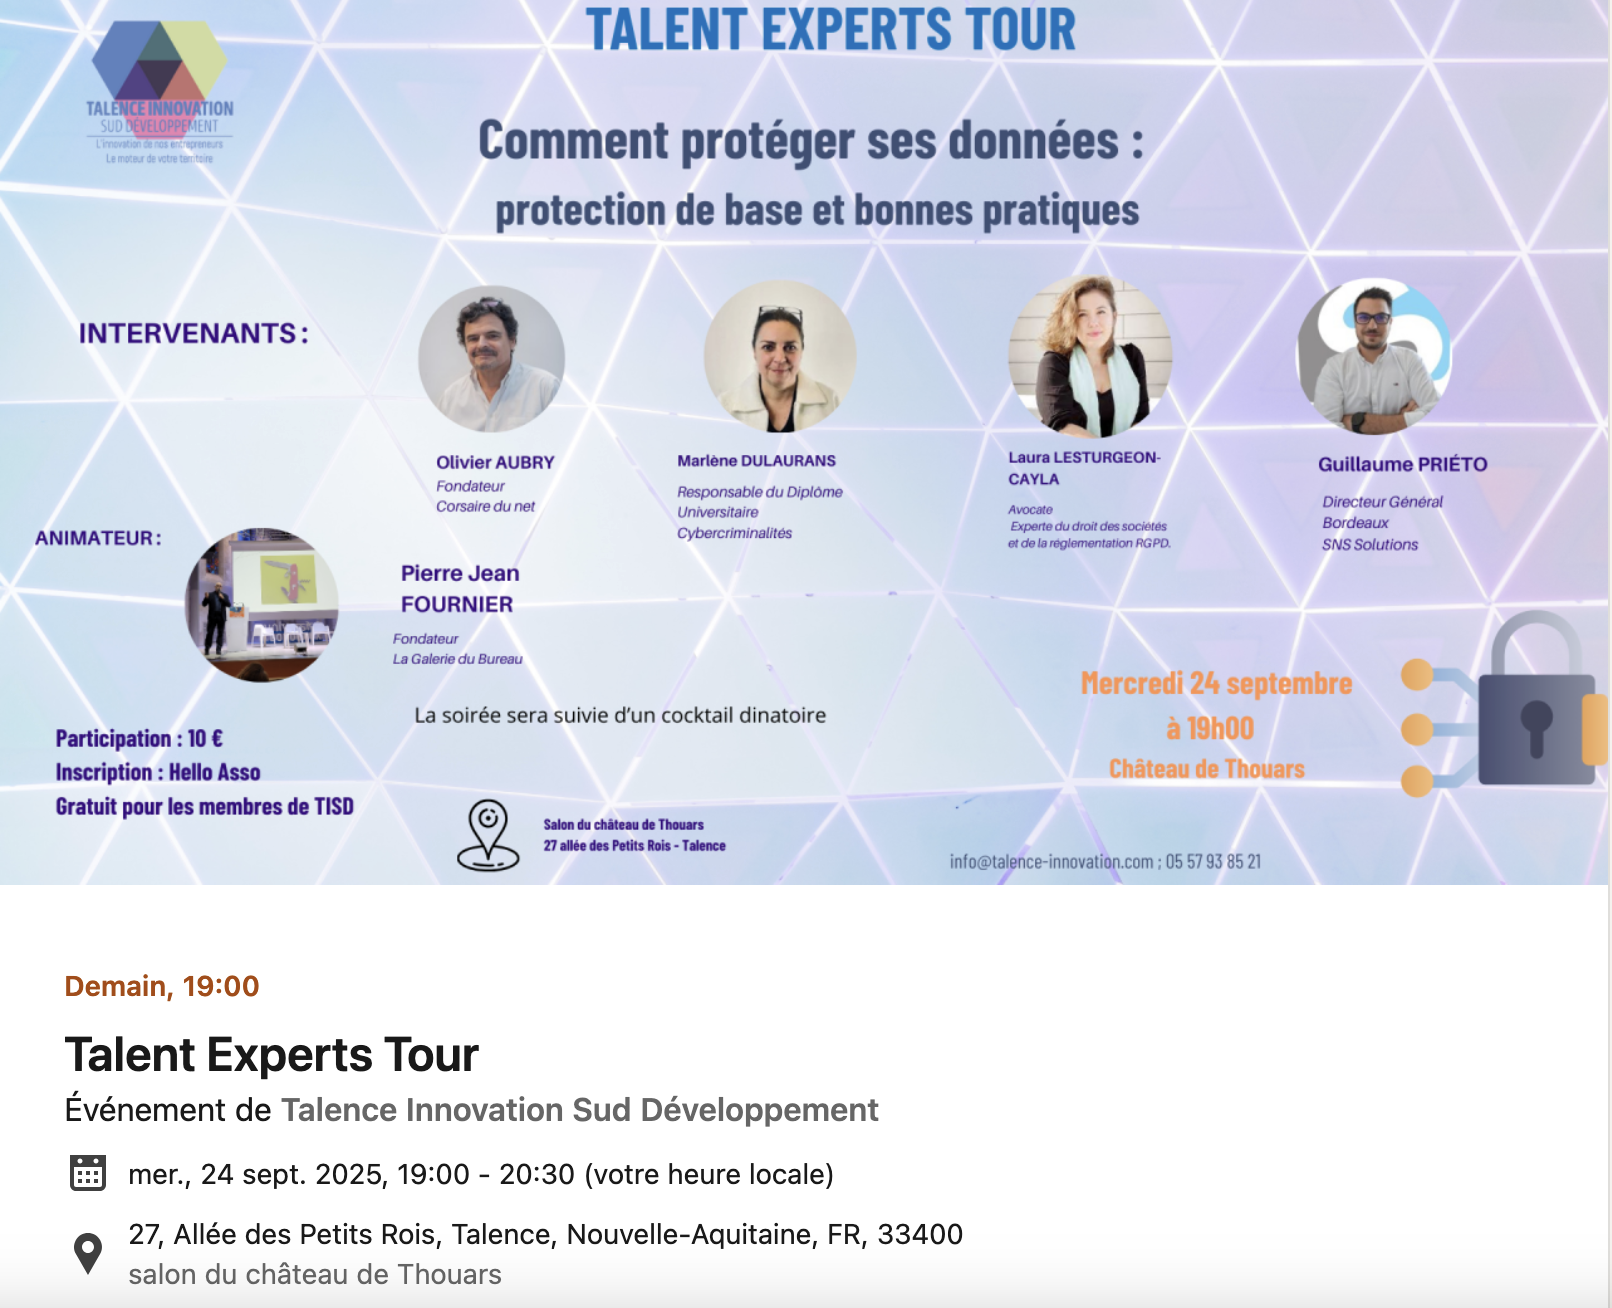 TALENT EXPERTS TOUR
TALENCE INNOVATION
SUD DÉVELOPPEMENT
L'innovation de nos entrepreneurs
Le moteur de votre territoire
Comment protéger ses données :
protection de base et bonnes pratiques
INTERVENANTS :
Olivier AUBRY
Fondateur
Corsaire du net
Marlène DULAURANS
Responsable du Diplôme
Universitaire
Cybercriminalités
Laura LESTURGEON-
CAYLA
Avocate
Experte du droit des sociétés
et de la réglementation RGPD.
Guillaume PRIÉTO
Directeur Général
Bordeaux
SNS Solutions
ANIMATEUR :
Pierre Jean
FOURNIER
Fondateur
La Galerie du Bureau
La soirée sera suivie d'un cocktail dinatoire
Mercredi 24 septembre
à 19h00
Château de Thouars
Participation : 10 €
Inscription : Hello Asso
Gratuit pour les membres de TISD
Salon du château de Thouars
27 allée des Petits Rois - Talence
info@talence-innovation.com ; 05 57 93 85 21
Demain, 19:00
Talent Experts Tour
Événement de Talence Innovation Sud Développement
mer., 24 sept. 2025, 19:00 - 20:30 (votre heure locale)
27, Allée des Petits Rois, Talence, Nouvelle-Aquitaine, FR, 33400
salon du château de Thouars